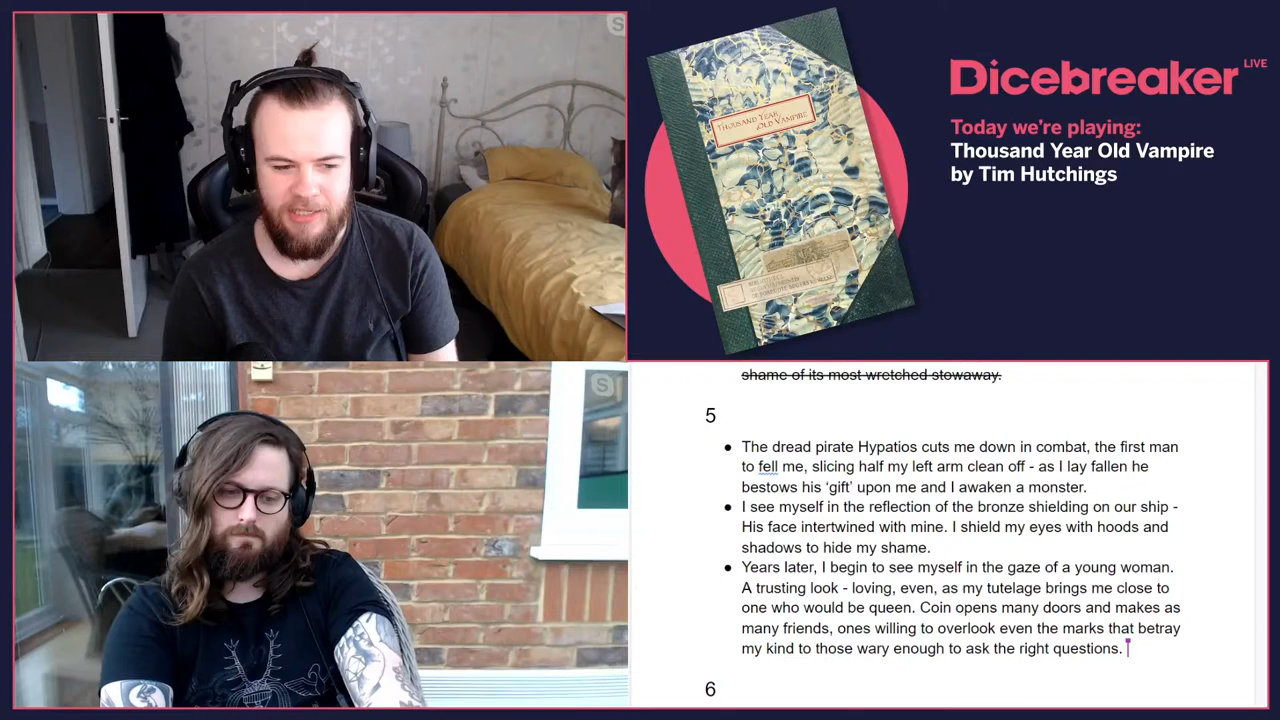 THOUSAND YEAR
OLD VAMPIRE
Dicebreaker LIVE
Today we're playing:
Thousand Year Old Vampire
by Tim Hutchings
shame of its most wretched stowaway.
5
● The dread pirate Hypatios cuts me down in combat, the first man
to fell me, slicing half my left arm clean off - as I lay fallen he
bestows his ‘gift’ upon me and I awaken a monster.
● I see myself in the reflection of the bronze shielding on our ship -
His face intertwined with mine. I shield my eyes with hoods and
shadows to hide my shame.
● Years later, I begin to see myself in the gaze of a young woman.
A trusting look - loving, even, as my tutelage brings me close to
one who would be queen. Coin opens many doors and makes as
many friends, ones willing to overlook even the marks that betray
my kind to those wary enough to ask the right questions.
6